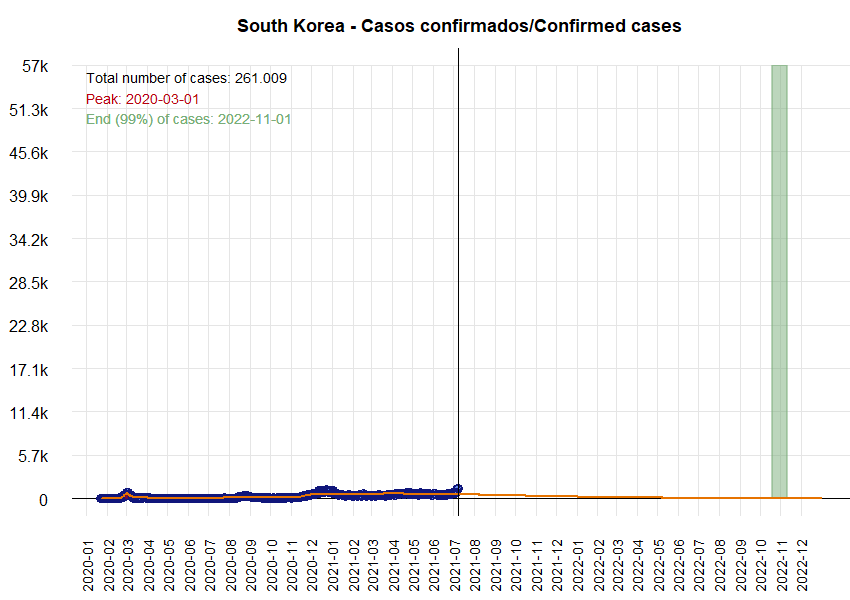 South Korea - Casos confirmados/Confirmed cases
57k
Total number of cases: 261.009
Peak: 2020-03-01
End (99%) of cases: 2022-11-01
51.3k
45.6k
39.9k
34.2k
28.5k
22.8k
17.1k
11.4k
5.7k
0
2020-01
2020-02
2020-03
2020-04
2020-05
2020-06
2020-07
2020-08
2020-09
2020-10
2020-11
2020-12
2021-01
2021-02
2021-03
2021-04
2021-05
2021-06
2021-07
2021-08
2021-09
2021-10
2021-11
2021-12
2022-01
2022-02
2022-03
2022-04
2022-05
2022-06
2022-07
2022-08
2022-09
2022-10
2022-11
2022-12